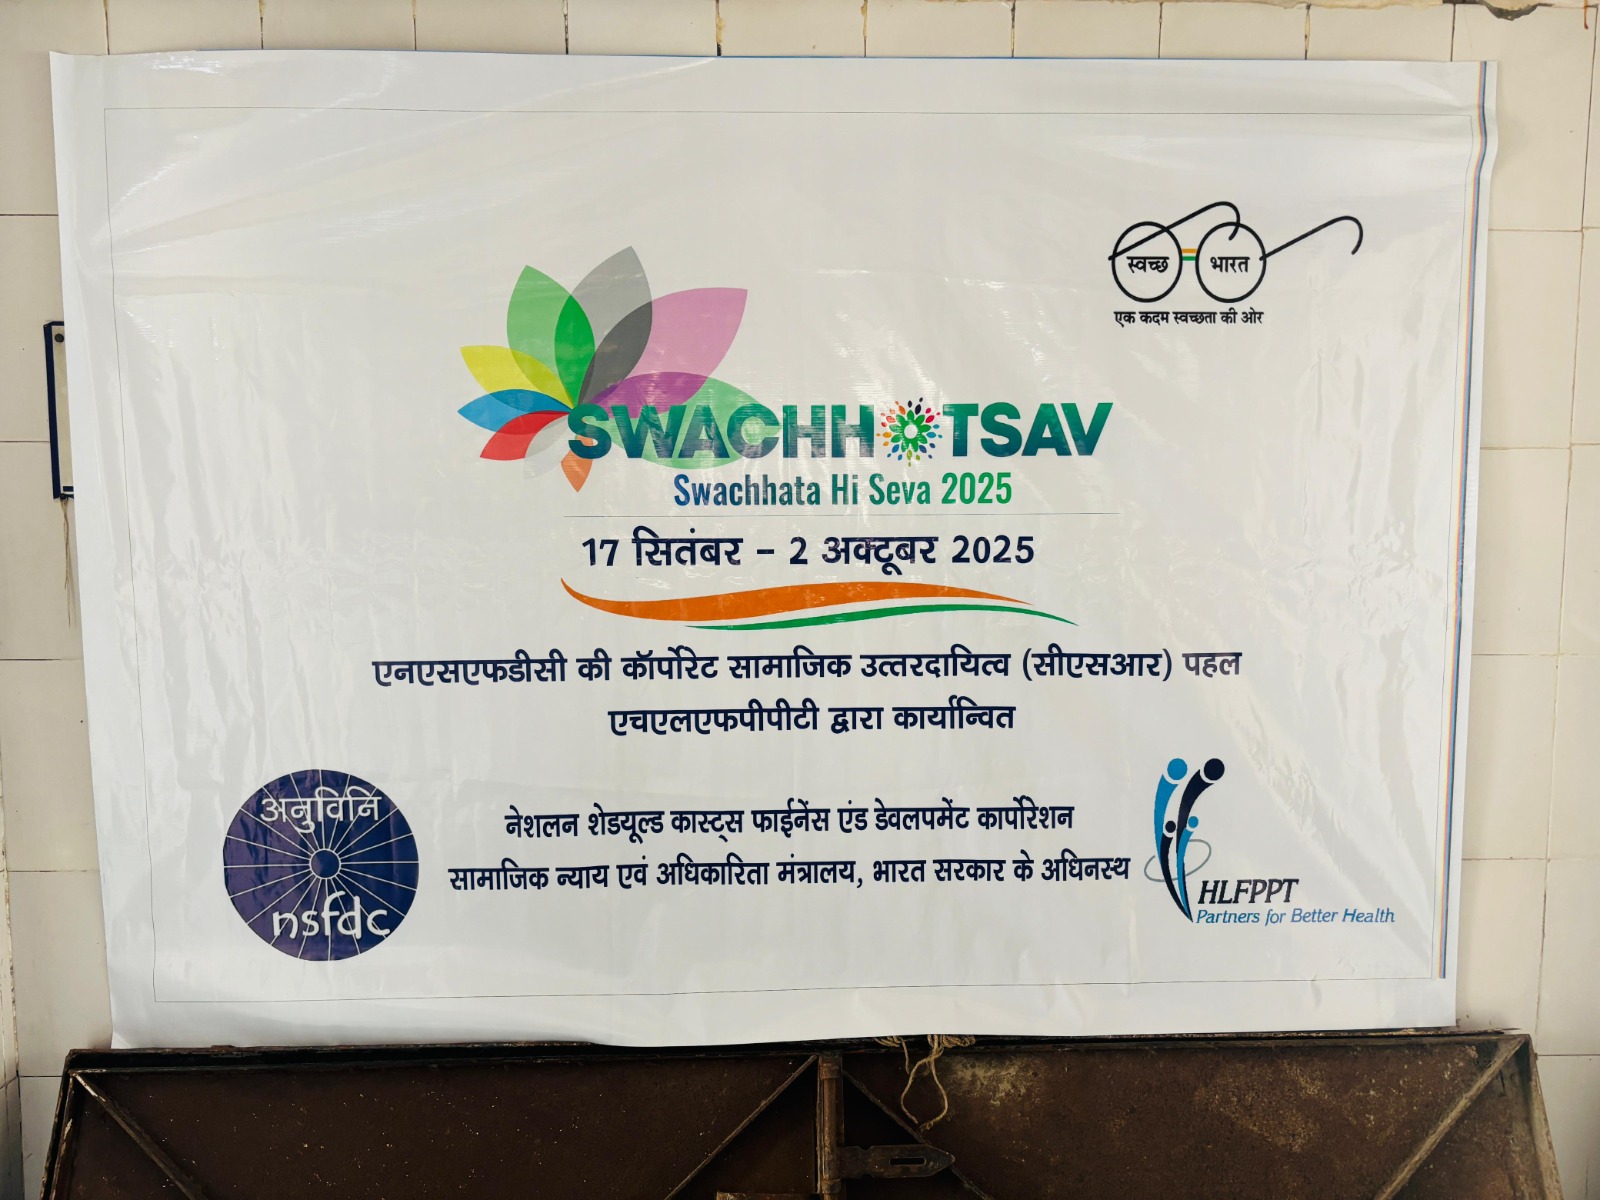 स्वच्छ भारत
एक कदम स्वच्छता की ओर
SWACHHOTSAV
Swachhata Hi Seva 2025
17 सितंबर - 2 अक्टूबर 2025
एनएसएफडीसी की कॉर्पोरेट सामाजिक उत्तरदायित्व (सीएसआर) पहल
एचएलएफपीपीटी द्वारा कार्यान्वित
अनुविनि
nsfdc
नेशलन शेडयूल्ड कास्ट्स फाईनेंस एंड डेवलपमेंट कार्पोरेशन
सामाजिक न्याय एवं अधिकारिता मंत्रालय, भारत सरकार के अधिनस्थ
HLFPPT
Partners for Better Health